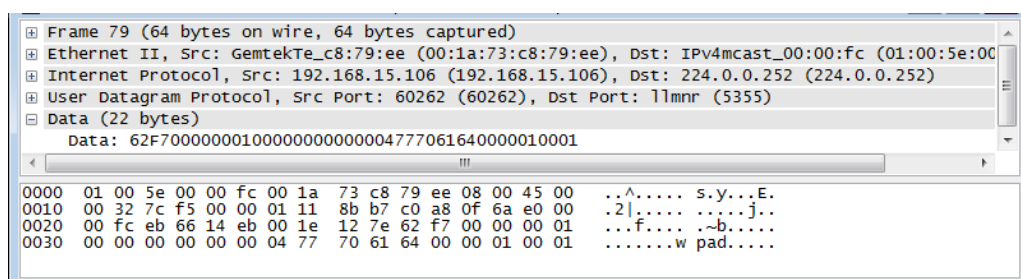 Frame 79 (64 bytes on wire, 64 bytes captured)
Ethernet II, Src: GemtekTe_c8:79:ee (00:1a:73:c8:79:ee), Dst: IPv4mcast_00:00:fc (01:00:5e:00
Internet Protocol, Src: 192.168.15.106 (192.168.15.106), Dst: 224.0.0.252 (224.0.0.252)
User Datagram Protocol, Src Port: 60262 (60262), Dst Port: llmnr (5355)
Data (22 bytes)
Data: 62F7000000010000000000000477706164000001​0001
0000 01 00 5e 00 00 fc 00 1a 73 c8 79 ee 08 00 45 00 ..^..... s.y...E.
0010 00 32 7c f5 00 00 01 11 8b b7 c0 a8 0f 6a e0 00 .2|..... .....j..
0020 00 fc eb 66 14 eb 00 1e 12 7e 62 f7 00 00 00 01 ...f.... .~b.....
0030 00 00 00 00 00 00 04 77 70 61 64 00 00 01 00 01 .......w pad.....